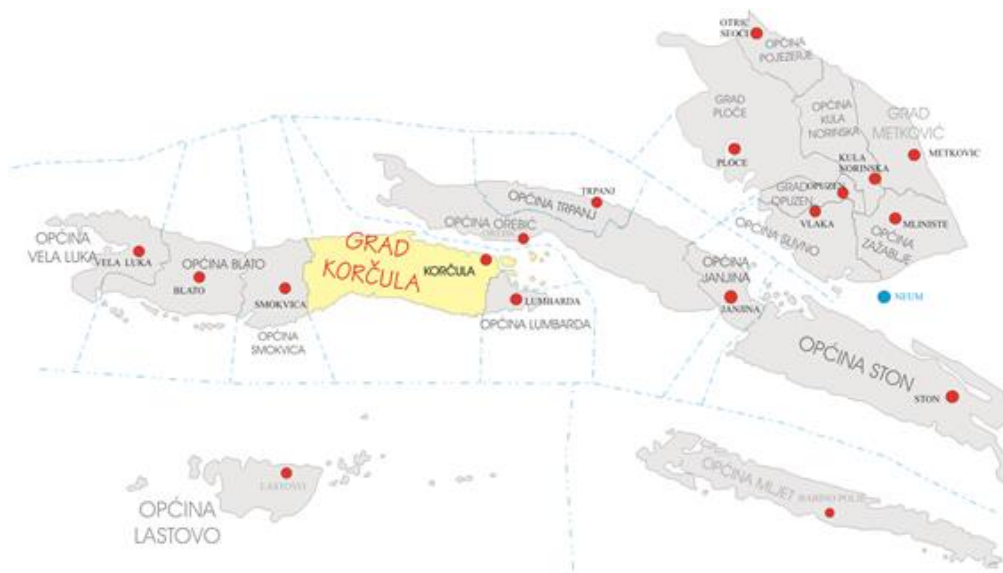 OTRIĆ
SEOCI
OPĆINA
POJEZERJE
GRAD
PLOČE
PLOČE
OPĆINA
KULA
NORINSKA
GRAD
METKOVIĆ
METKOVIC
KULA
NORINSKA
GRAD
OPUZEN
OPUZEN
VLAKA
MLINISTE
OPĆINA
ZAŽABLJE
OPĆINA SLIVNO
NEUM
TRPANJ
OPĆINA TRPANJ
OPĆINA OREBIĆ
OPĆINA
VELA LUKA
VELA LUKA
OPĆINA BLATO
BLATO
SMOKVICA
OPĆINA
SMOKVICA
GRAD
KORČULA
KORČULA
LUMBARDA
OPĆINA LUMBARDA
OPĆINA
JANJINA
JANJINA
OPĆINA STON
STON
LASTOVO
OPĆINA
LASTOVO
OPĆINA MLJET
BABINO POLJE